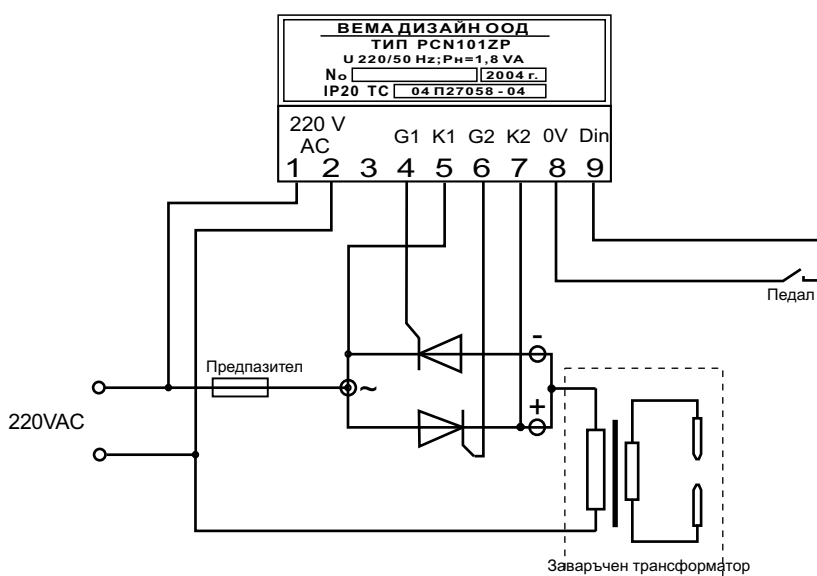 ВЕМА ДИЗАЙН ООД
ТИП PCN101ZP
U 220/50 Hz;Pн=1,8 VA
No 2004 г.
IP20 TC 04 П27058 - 04
220 V
AC G1 K1 G2 K2 0V Din
1 2 3 4 5 6 7 8 9
Педал
Предпазител
-
~
+
220VAC
Заваръчен трансформатор